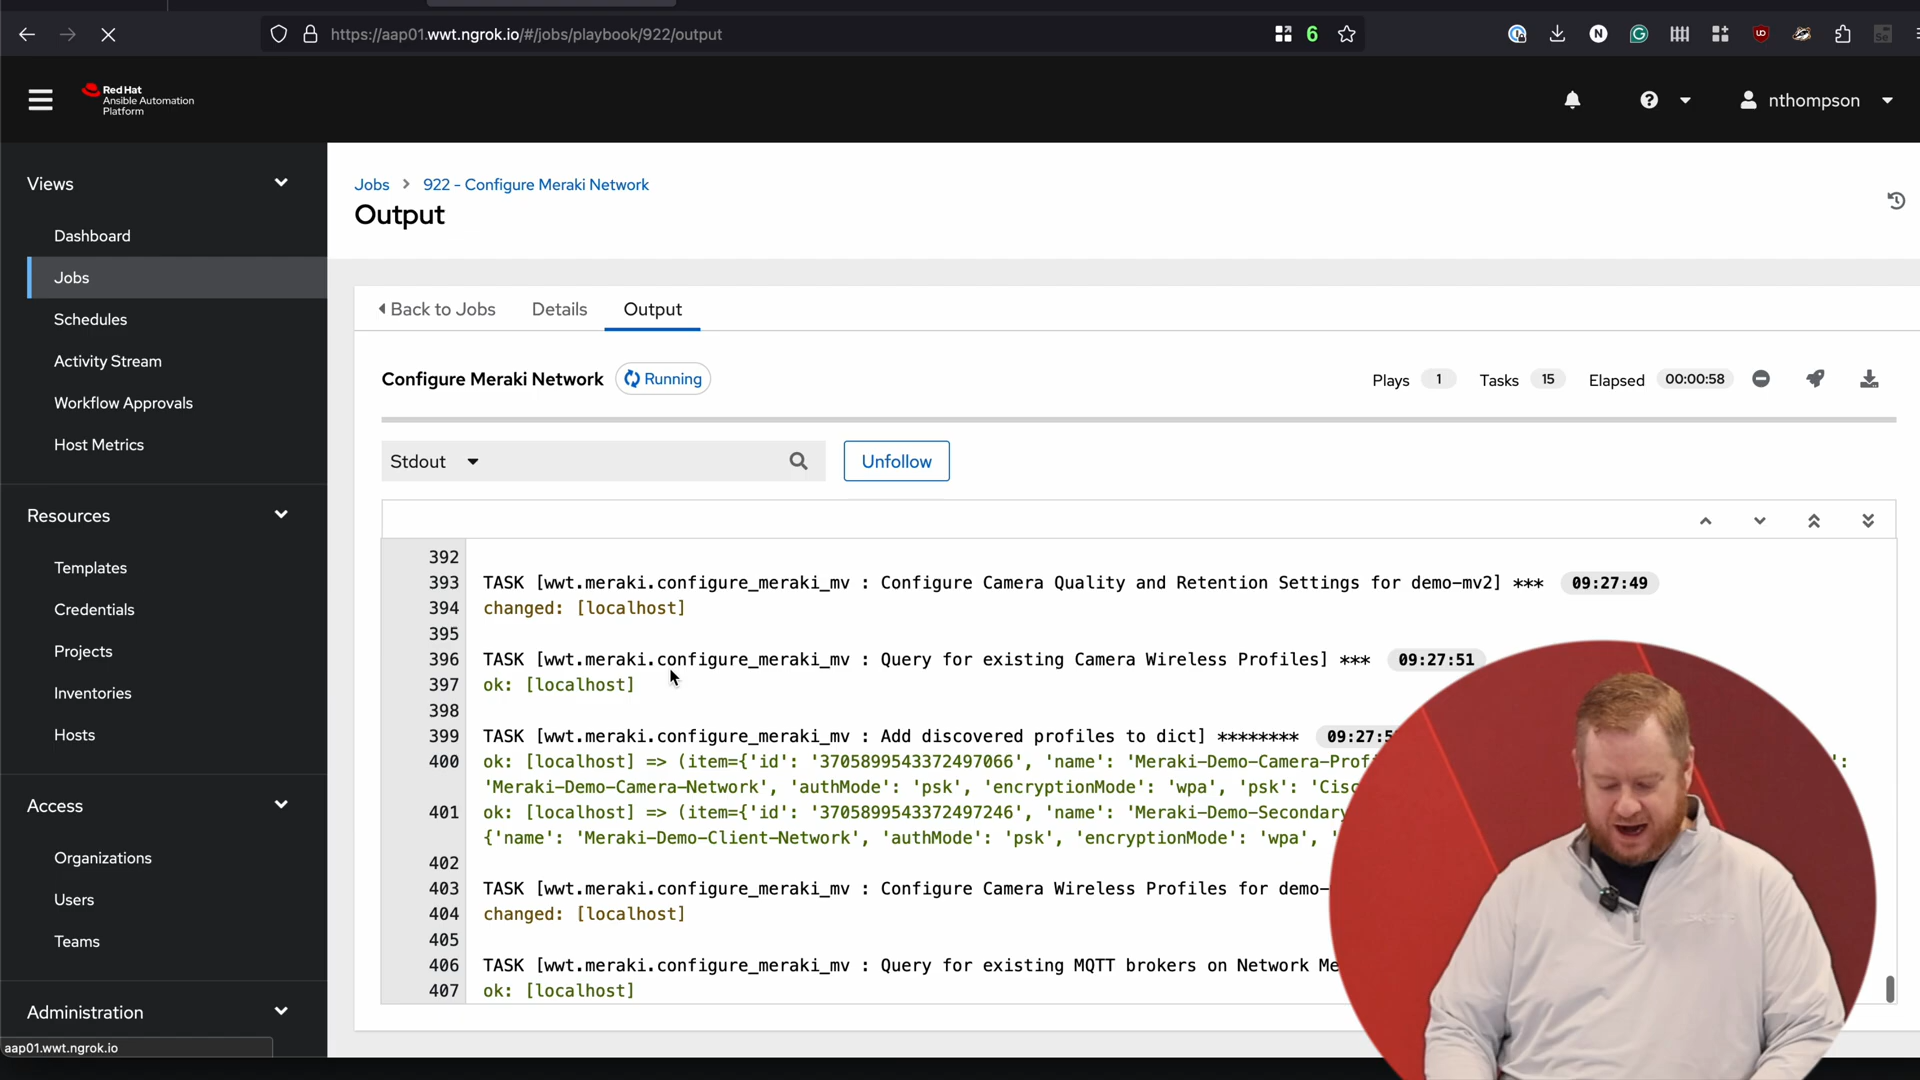 https://aap01.wwt.ngrok.io/#/jobs/playbook/922/output
6
Red Hat
Ansible Automation
Platform
nthompson
Views
Dashboard
Jobs
Schedules
Activity Stream
Workflow Approvals
Host Metrics
Resources
Templates
Credentials
Projects
Inventories
Hosts
Access
Organizations
Users
Teams
Administration
aap01.wwt.ngrok.io
Jobs > 922 - Configure Meraki Network
Output
Back to Jobs Details Output
Configure Meraki Network Running Plays 1 Tasks 15 Elapsed 00:00:58
Stdout Unfollow
392
393 TASK [wwt.meraki.configure_meraki_mv : Configure Camera Quality and Retention Settings for demo-mv2] *** 09:27:49
394 changed: [localhost]
395
396 TASK [wwt.meraki.configure_meraki_mv : Query for existing Camera Wireless Profiles] *** 09:27:51
397 ok: [localhost]
398
399 TASK [wwt.meraki.configure_meraki_mv : Add discovered profiles to dict] ******** 09:27:5
400 ok: [localhost] => (item={'id': '3705899543372497066', 'name': 'Meraki-Demo-Camera-Prof ':
'Meraki-Demo-Camera-Network', 'authMode': 'psk', 'encryptionMode': 'wpa', 'psk': 'Cisc
401 ok: [localhost] => (item={'id': '3705899543372497246', 'name': 'Meraki-Demo-Secondary
{'name': 'Meraki-Demo-Client-Network', 'authMode': 'psk', 'encryptionMode': 'wpa', '
402
403 TASK [wwt.meraki.configure_meraki_mv : Configure Camera Wireless Profiles for demo-
404 changed: [localhost]
405
406 TASK [wwt.meraki.configure_meraki_mv : Query for existing MQTT brokers on Network Me
407 ok: [localhost]